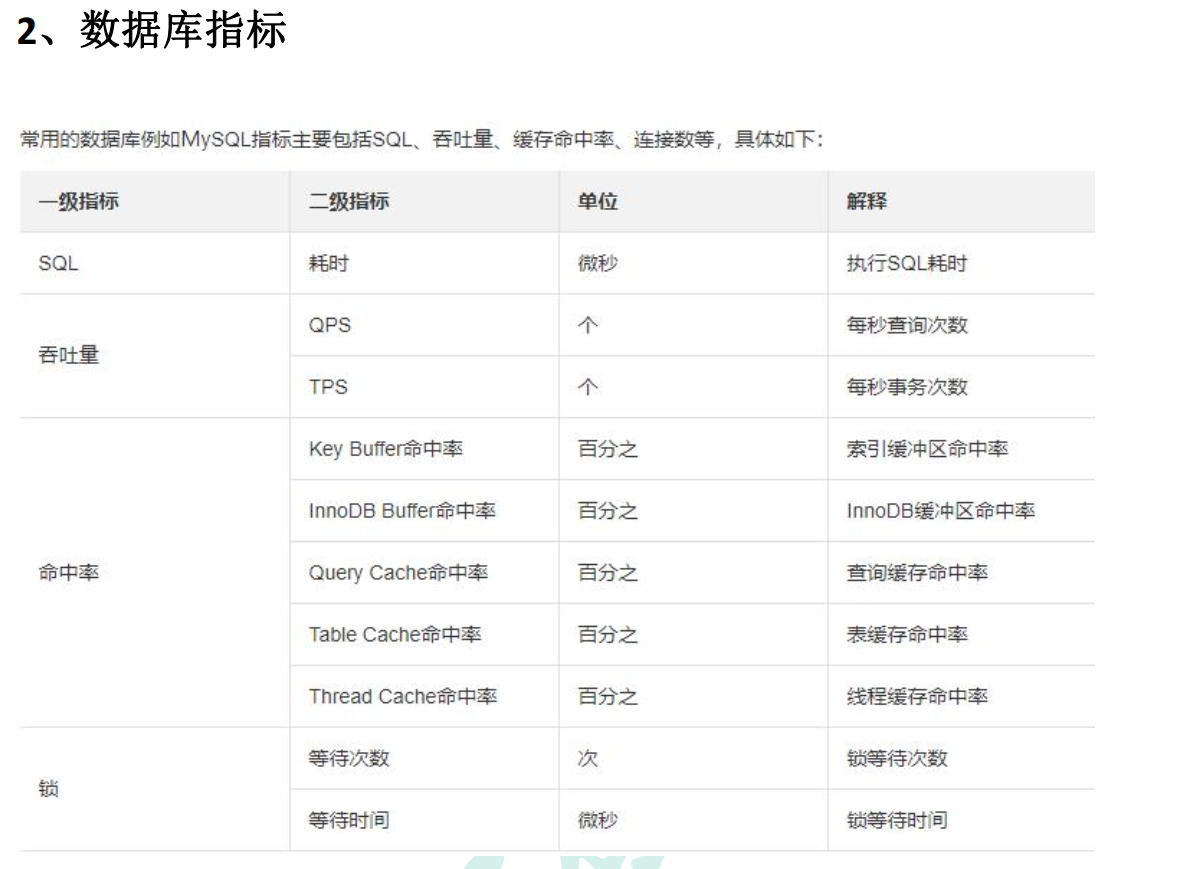 2、数据库指标
常用的数据库例如MySQL指标主要包括SQL、吞吐量、缓存命中率、连接数等，具体如下：
一级指标 二级指标 单位 解释
SQL 耗时 微秒 执行SQL耗时
吞吐量 QPS 个 每秒查询次数
TPS 个 每秒事务次数
命中率 Key Buffer命中率 百分之 索引缓冲区命中率
InnoDB Buffer命中率 百分之 InnoDB缓冲区命中率
Query Cache命中率 百分之 查询缓存命中率
Table Cache命中率 百分之 表缓存命中率
Thread Cache命中率 百分之 线程缓存命中率
锁 等待次数 次 锁等待次数
等待时间 微秒 锁等待时间